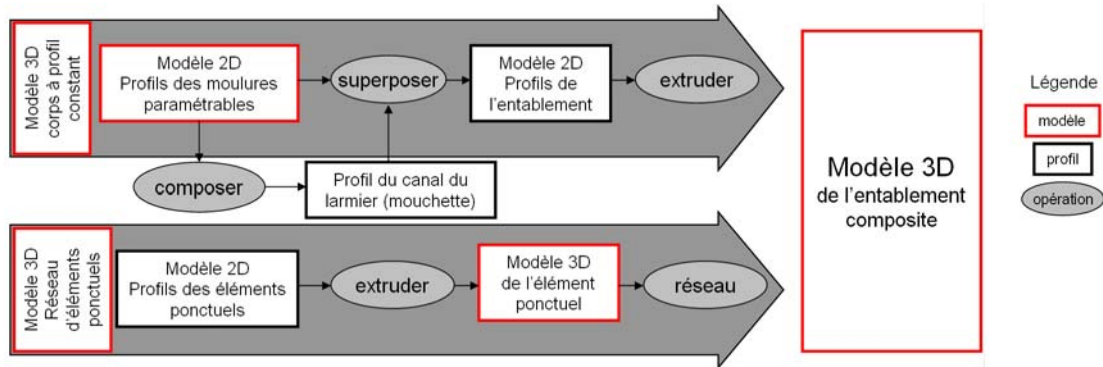 Modèle 3D
corps à profil
constant
Modèle 2D
Profils des moulures
paramétrables
superposer
Modèle 2D
Profils de
l'entablement
extruder
composer
Profil du canal du
larmier (mouchette)
Modèle 3D
Réseau
d'éléments
ponctuels
Modèle 2D
Profils des éléments
ponctuels
extruder
Modèle 3D
de l'élément
ponctuel
réseau
Modèle 3D
de l'entablement
composite
Légende
modèle
profil
opération